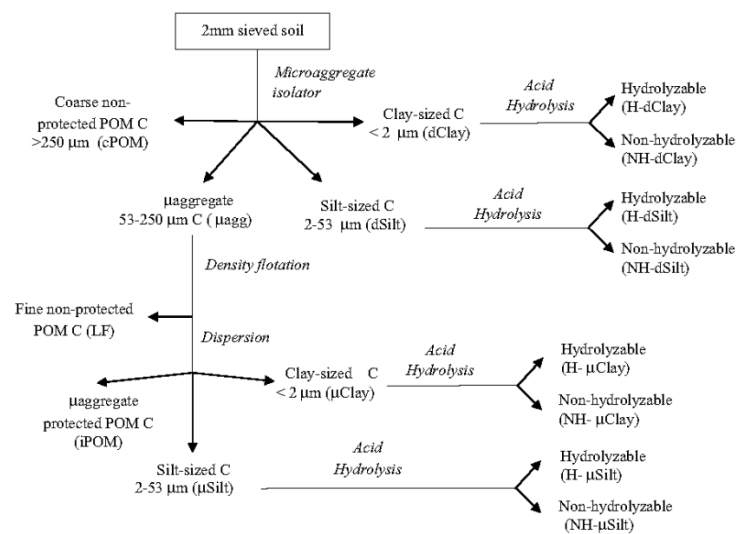 2mm sieved soil
Microaggregate
isolator
Coarse non-
protected POM C
>250 μm (cPOM)
Clay-sized C
< 2 μm (dClay)
Acid
Hydrolysis
Hydrolyzable
(H-dClay)
Non-hydrolyzable
(NH-dClay)
μaggregate
53-250 μm C ( μagg)
Silt-sized C
2-53 μm (dSilt)
Acid
Hydrolysis
Hydrolyzable
(H-dSilt)
Non-hydrolyzable
(NH-dSilt)
Density flotation
Fine non-protected
POM C (LF)
Dispersion
μaggregate
protected POM C
(iPOM)
Clay-sized C
< 2 μm (μClay)
Acid
Hydrolysis
Hydrolyzable
(H- μClay)
Non-hydrolyzable
(NH- μClay)
Silt-sized C
2-53 μm (μSilt)
Acid
Hydrolysis
Hydrolyzable
(H- μSilt)
Non-hydrolyzable
(NH-μSilt)